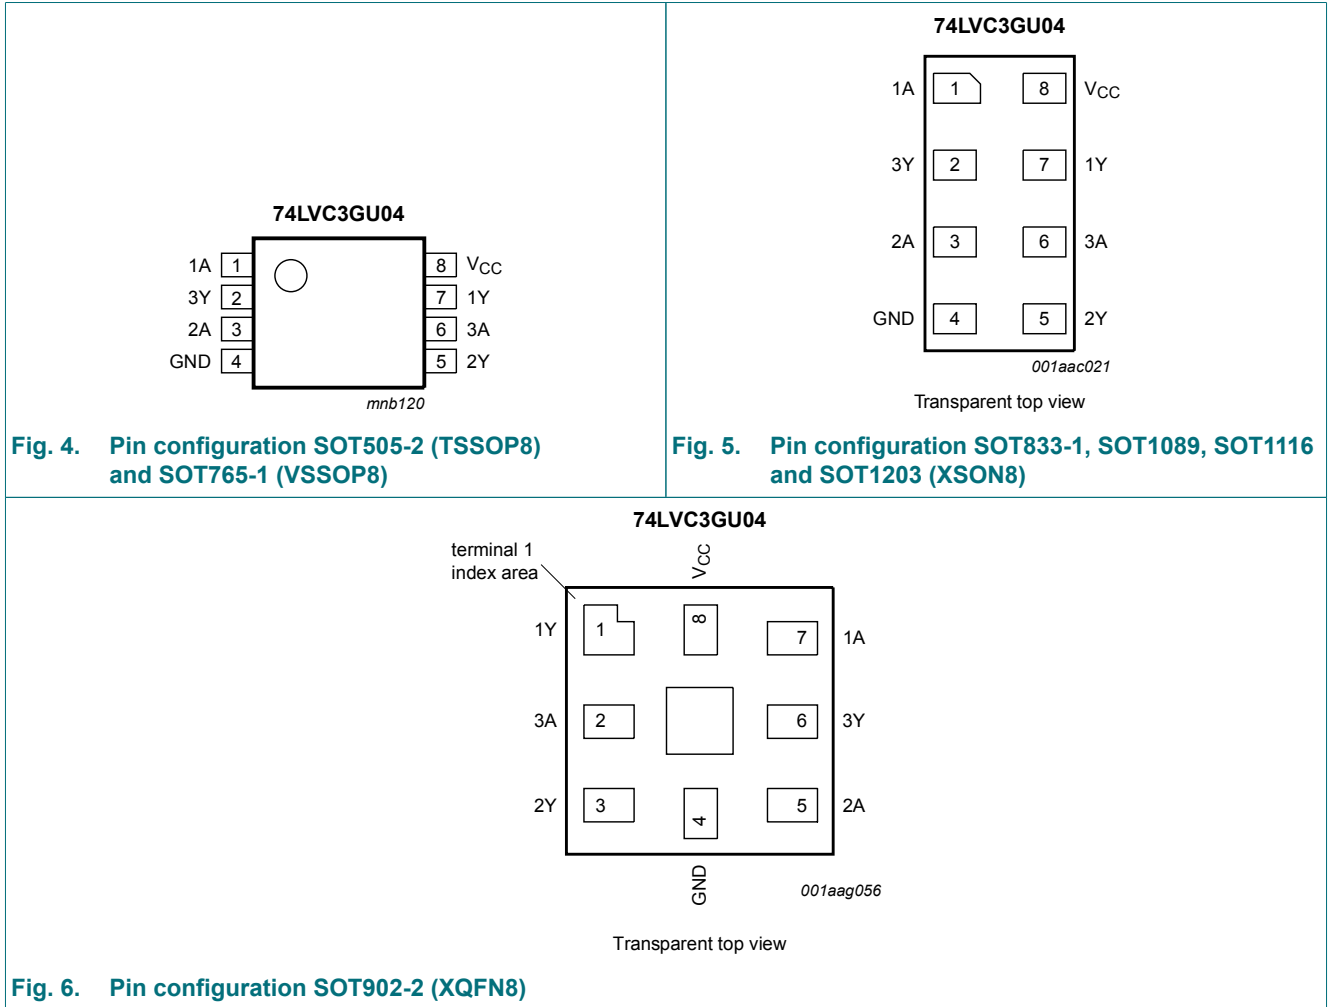 74LVC3GU04
1A 1 8 VCC
3Y 2 7 1Y
2A 3 6 3A
GND 4 5 2Y
mnb120
Fig. 4. Pin configuration SOT505-2 (TSSOP8)
and SOT765-1 (VSSOP8)
74LVC3GU04
1A 1 8 VCC
3Y 2 7 1Y
2A 3 6 3A
GND 4 5 2Y
001aac021
Transparent top view
Fig. 5. Pin configuration SOT833-1, SOT1089, SOT1116
and SOT1203 (XSON8)
74LVC3GU04
terminal 1
index area
VCC
1Y 1 8 7 1A
3A 2 6 3Y
2Y 3 4 5 2A
GND
001aag056
Transparent top view
Fig. 6. Pin configuration SOT902-2 (XQFN8)